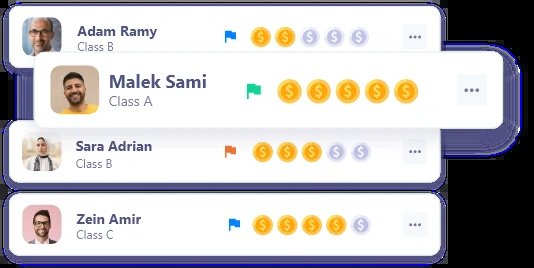 Adam Ramy
Class B
Malek Sami
Class A
Sara Adrian
Class B
Zein Amir
Class C